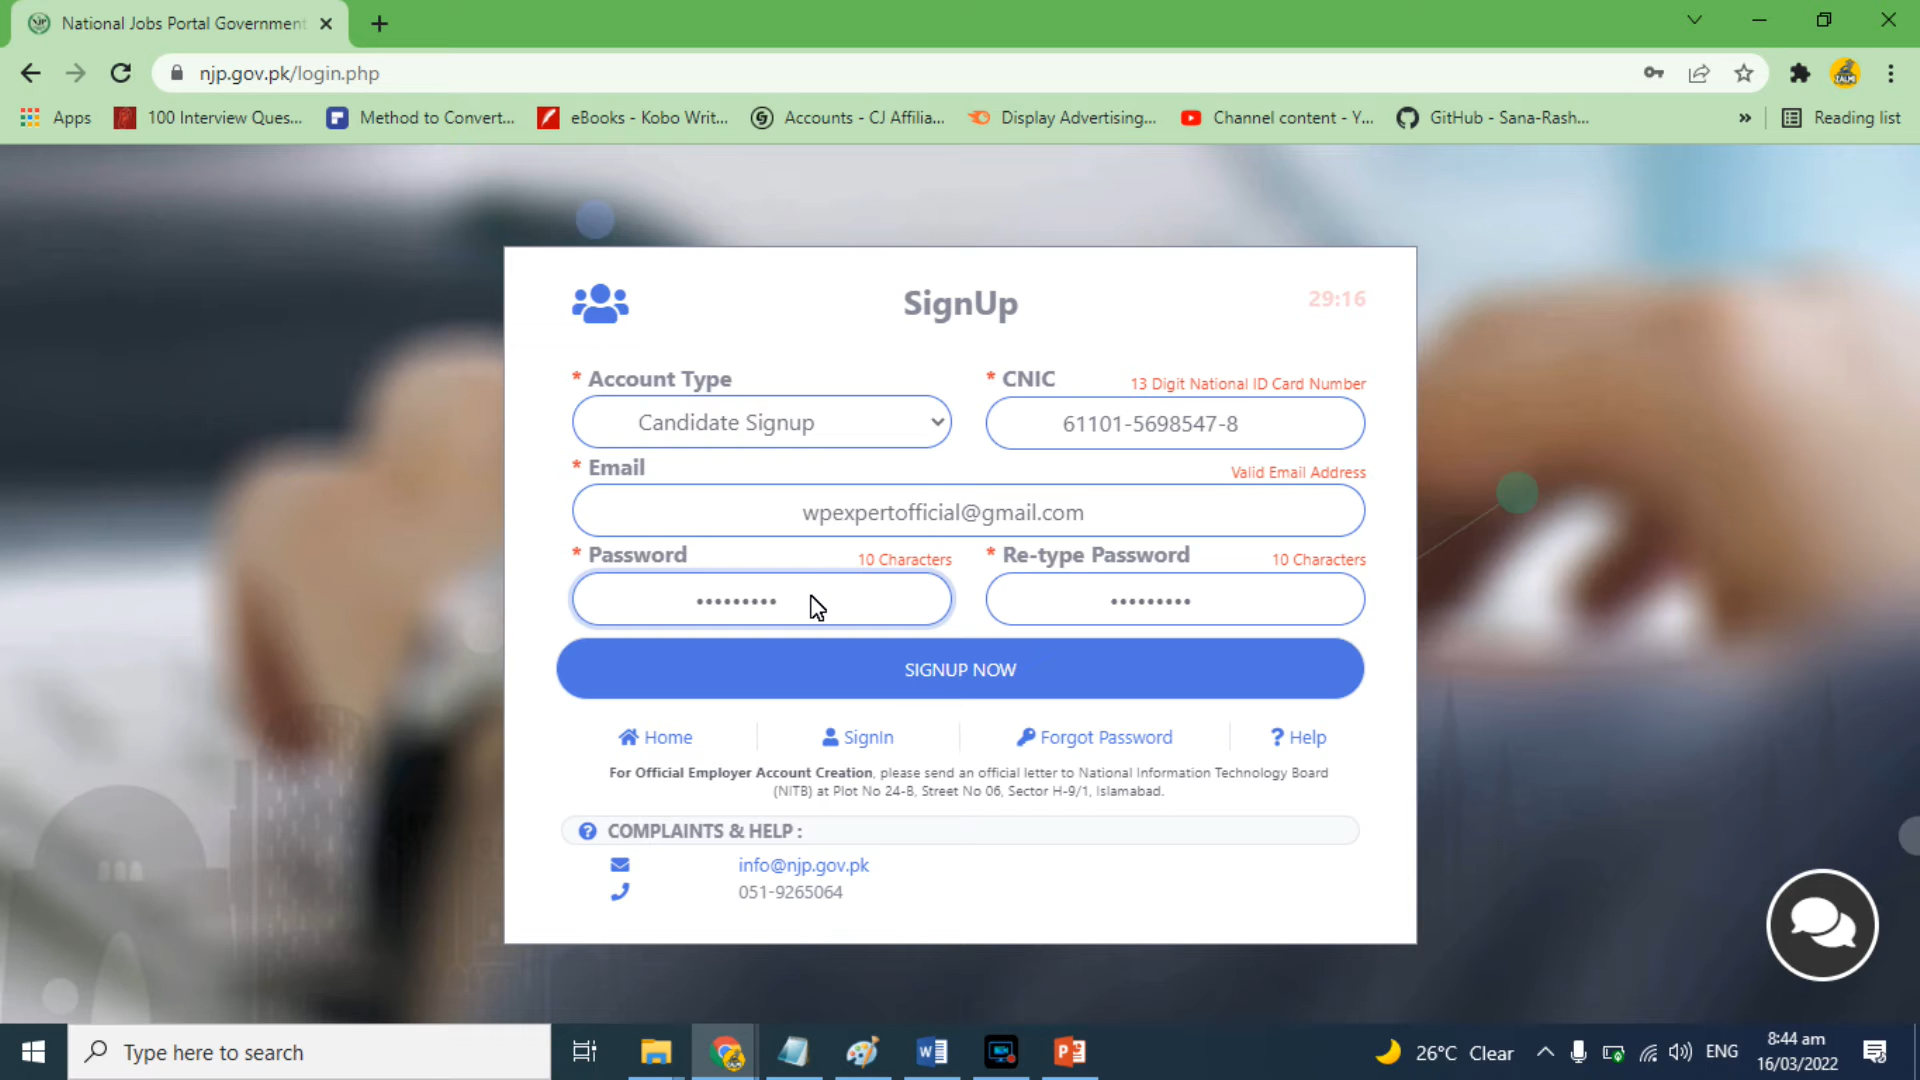 National Jobs Portal Government
njp.gov.pk/login.php
Apps
100 Interview Ques...
Method to Convert...
eBooks - Kobo Writ...
Accounts - CJ Affilia...
Display Advertising...
Channel content - Y...
GitHub - Sana-Rash...
»
Reading list
SignUp
29:16
* Account Type
* CNIC
13 Digit National ID Card Number
Candidate Signup
61101-5698547-8
* Email
Valid Email Address
wpexpertofficial@gmail.com
* Password
10 Characters
* Re-type Password
10 Characters
•••••••••
•••••••••
SIGNUP NOW
Home
SignIn
Forgot Password
? Help
For Official Employer Account Creation, please send an official letter to National Information Technology Board
(NITB) at Plot No 24-B, Street No 06, Sector H-9/1, Islamabad.
COMPLAINTS & HELP :
info@njp.gov.pk
051-9265064
Type here to search
26°C Clear
ENG
8:44 am
16/03/2022